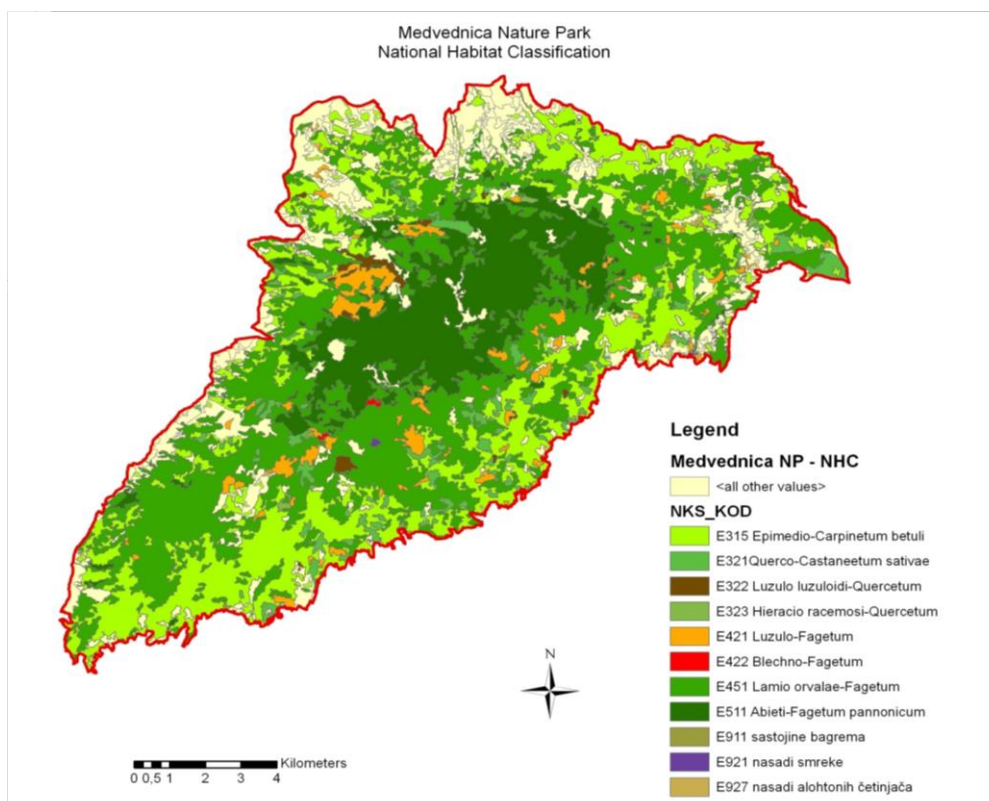 Medvednica Nature Park
National Habitat Classification
Legend
Medvednica NP - NHC
<all other values>
NKS_KOD
E315 Epimedio-Carpinetum betuli
E321Querco-Castaneetum sativae
E322 Luzulo luzuloidi-Quercetum
E323 Hieracio racemosi-Quercetum
E421 Luzulo-Fagetum
E422 Blechno-Fagetum
E451 Lamio orvalae-Fagetum
E511 Abieti-Fagetum pannonicum
E911 sastojine bagrema
E921 nasadi smreke
E927 nasadi alohtonih četinjača
N
Kilometers
0 0,5 1 2 3 4